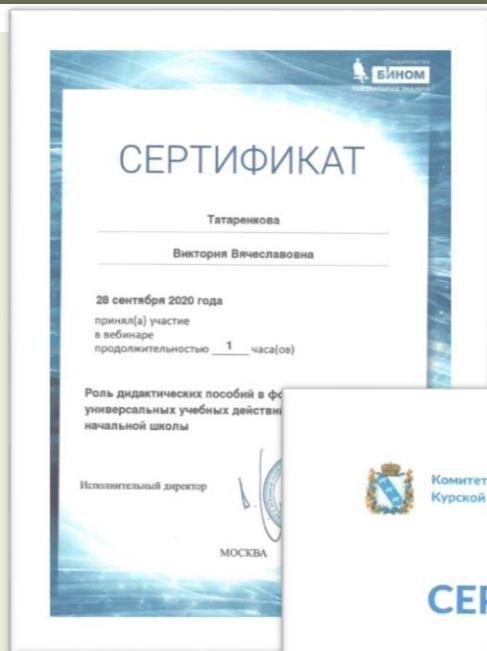 БИНОМ
СЕРТИФИКАТ
Татаренкова
Виктория Вячеславовна
28 сентября 2020 года
принял(а) участие
в вебинаре
продолжительностью 1 часа(ов)
Роль дидактических пособий в фо
универсальных учебных действи
начальной школы
Исполнительный директор
МОСКВА
Комитет
Курской
СЕР